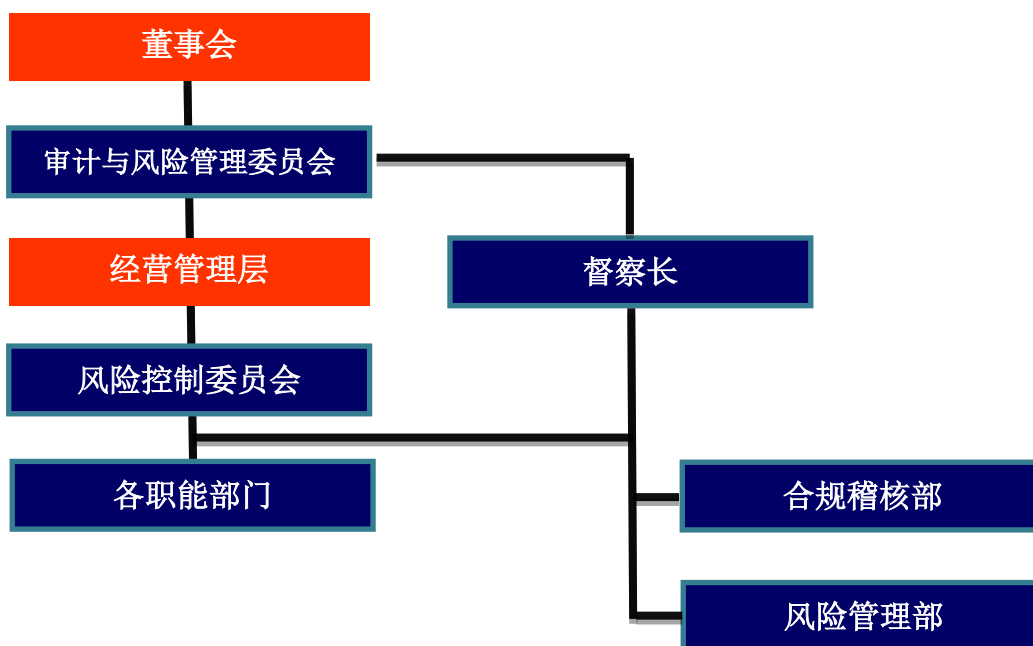 董事会
审计与风险管理委员会
经营管理层
督察长
风险控制委员会
各职能部门
合规稽核部
风险管理部